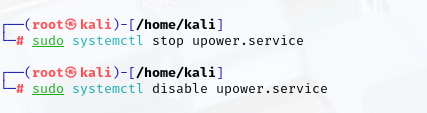 ┌──(root㉿kali)-[/home/kali]
└─# sudo systemctl stop upower.service
┌──(root㉿kali)-[/home/kali]
└─# sudo systemctl disable upower.service